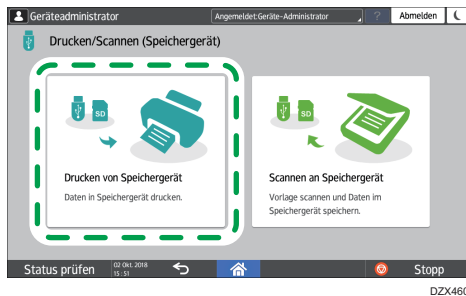 Geräteadministrator
Angemeldet:Geräte-Administrator
?
Abmelden
Drucken/Scannen (Speichergerät)
SD
SD
Drucken von Speichergerät
Daten in Speichergerät drucken.
Scannen an Speichergerät
Vorlage scannen und Daten im
Speichergerät speichern.
Status prüfen
02 Okt. 2018
15 : 51
Stopp
DZX460